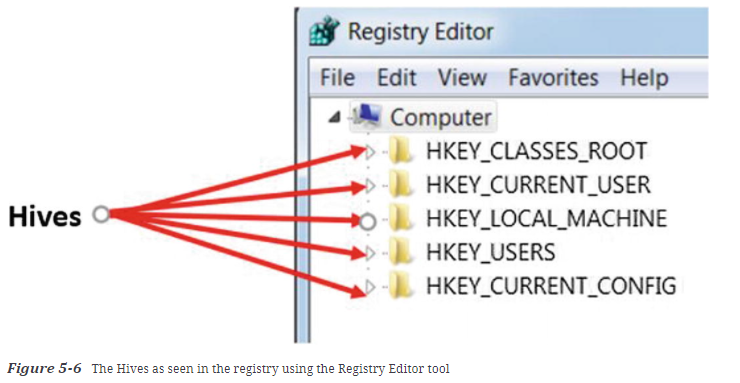 Registry Editor
File Edit View Favorites Help
Computer
HKEY_CLASSES_ROOT
HKEY_CURRENT_USER
Hives
HKEY_LOCAL_MACHINE
HKEY_USERS
HKEY_CURRENT_CONFIG
Figure 5-6 The Hives as seen in the registry using the Registry Editor tool